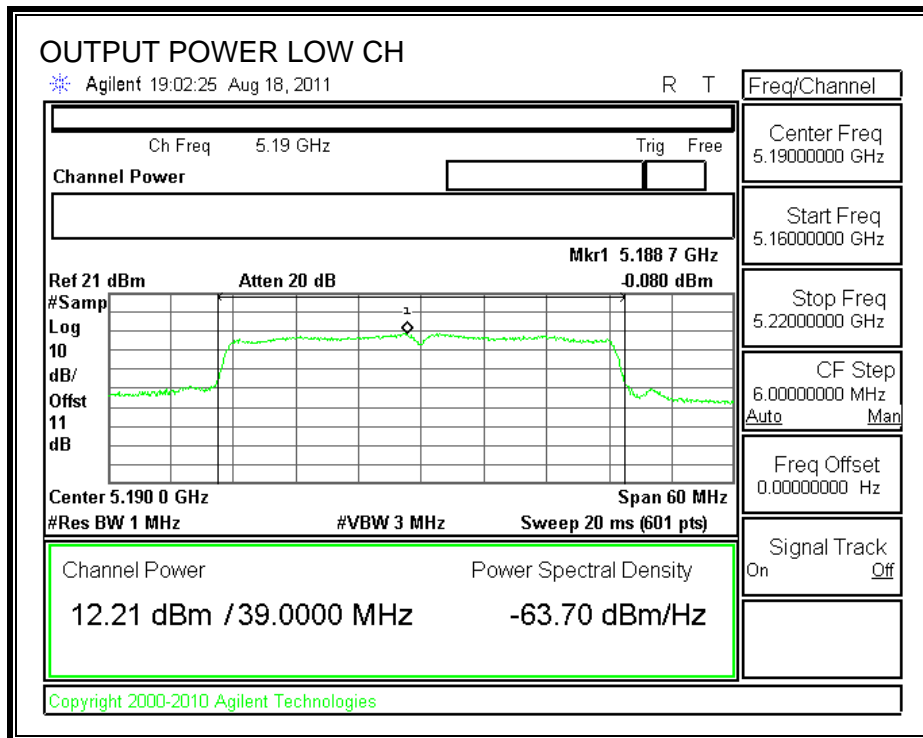 OUTPUT POWER LOW CH
Agilent 19:02:25 Aug 18, 2011 R T
Freq/Channel
Ch Freq 5.19 GHz Trig Free
Channel Power
Center Freq
5.19000000 GHz
Start Freq
5.16000000 GHz
Stop Freq
5.22000000 GHz
CF Step
6.00000000 MHz
Auto Man
Freq Offset
0.00000000 Hz
Signal Track
On Off
Mkr1 5.188 7 GHz
Ref 21 dBm Atten 20 dB -0.080 dBm
#Samp
Log
10
dB/
Offst
11
dB
1
Center 5.190 0 GHz Span 60 MHz
#Res BW 1 MHz #VBW 3 MHz Sweep 20 ms (601 pts)
Channel Power Power Spectral Density
12.21 dBm / 39.0000 MHz -63.70 dBm/Hz
Copyright 2000-2010 Agilent Technologies